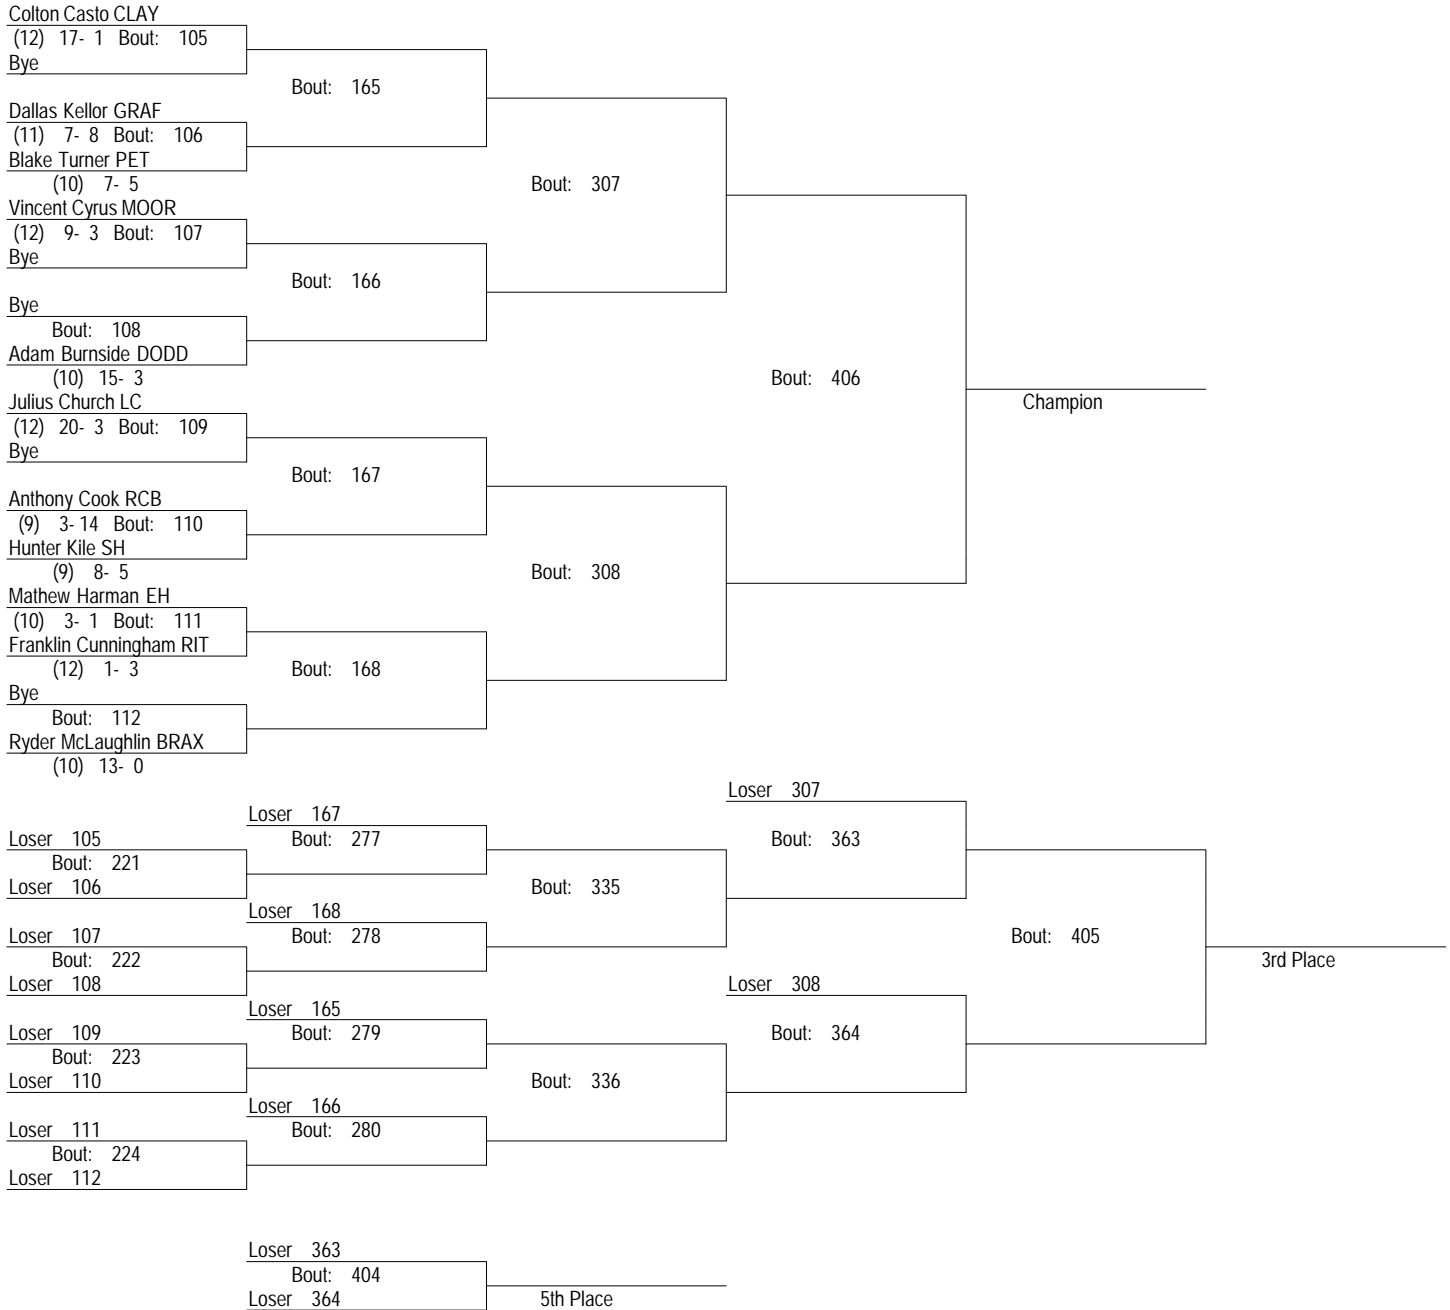 Colton Casto CLAY
(12) 17- 1 Bout: 105
Bye
Bout: 165
Dallas Kellor GRAF
(11) 7- 8 Bout: 106
Blake Turner PET
(10) 7- 5
Bout: 307
Vincent Cyrus MOOR
(12) 9- 3 Bout: 107
Bye
Bout: 166
Bye
Bout: 108
Adam Burnside DODD
(10) 15- 3
Bout: 406
Champion
Julius Church LC
(12) 20- 3 Bout: 109
Bye
Bout: 167
Anthony Cook RCB
(9) 3- 14 Bout: 110
Hunter Kile SH
(9) 8- 5
Bout: 308
Mathew Harman EH
(10) 3- 1 Bout: 111
Franklin Cunningham RIT
(12) 1- 3
Bout: 168
Bye
Bout: 112
Ryder McLaughlin BRAX
(10) 13- 0
Loser 307
Loser 167
Loser 105
Bout: 277
Bout: 363
Bout: 221
Loser 106
Bout: 335
Loser 168
Loser 107
Bout: 278
Bout: 405
Bout: 222
3rd Place
Loser 108
Loser 308
Loser 165
Loser 109
Bout: 279
Bout: 364
Bout: 223
Loser 110
Bout: 336
Loser 166
Loser 111
Bout: 280
Bout: 224
Loser 112
Loser 363
Bout: 404
Loser 364
5th Place